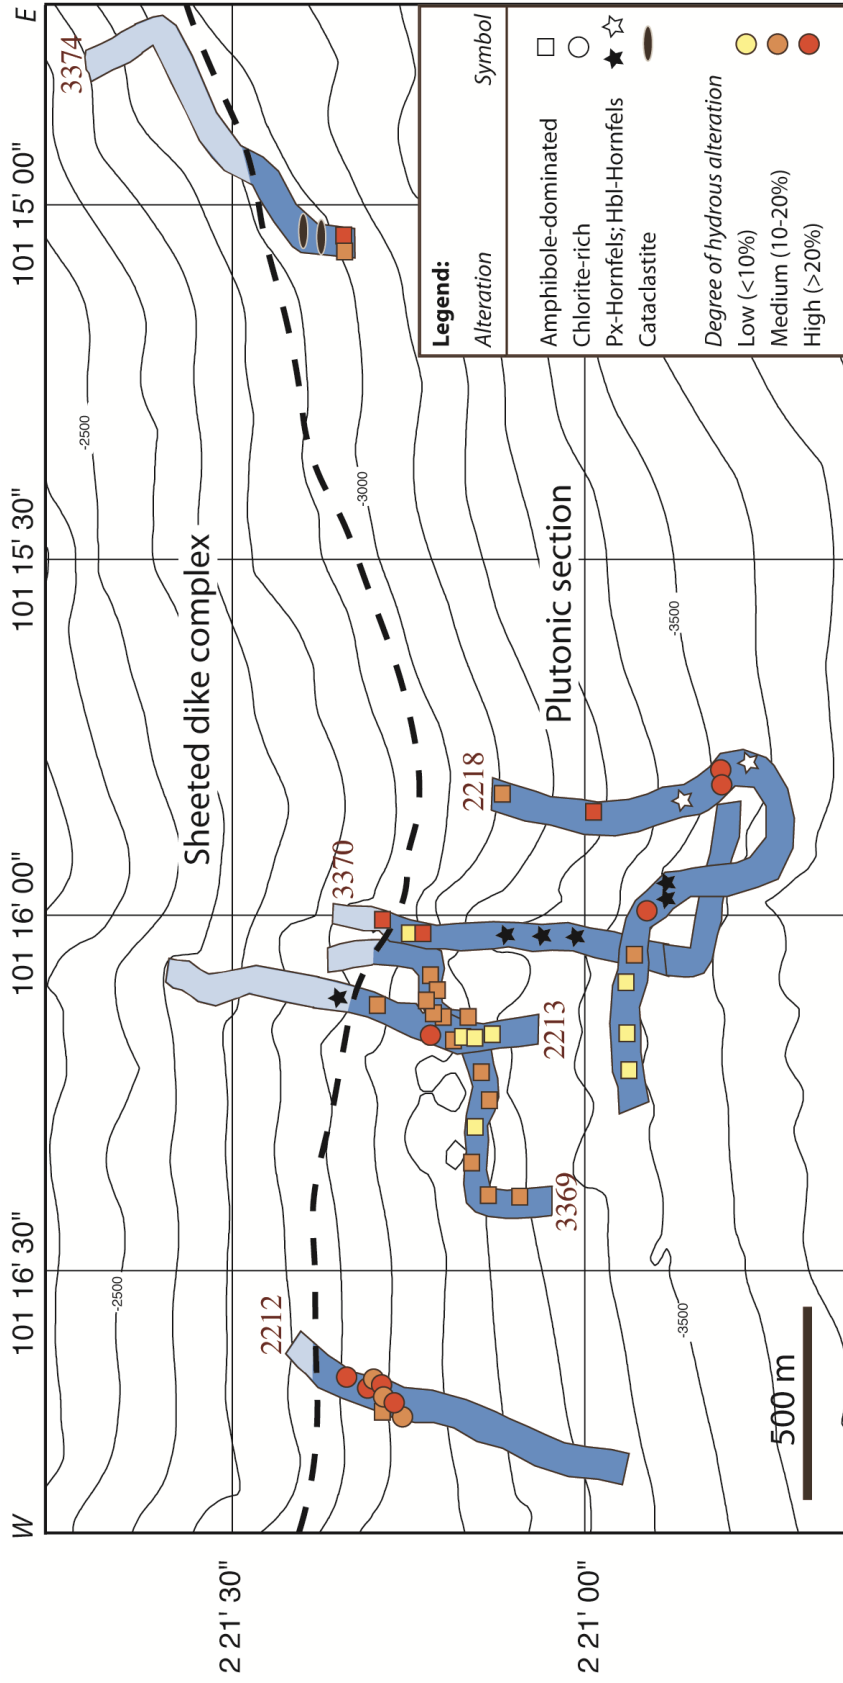 W
101 16' 30"
101 16' 00"
101 15' 30"
101 15' 00"
E
2 21' 30"
2 21' 00"
-2500
-2500
Sheeted dike complex
3374
2212
3370
-3000
2218
2213
3369
Plutonic section
-3500
-3500
500 m
Legend:
Alteration Symbol
Amphibole-dominated
Chlorite-rich
Px-Hornfels; Hbl-Hornfels
Cataclastite
Degree of hydrous alteration
Low (<10%)
Medium (10-20%)
High (>20%)